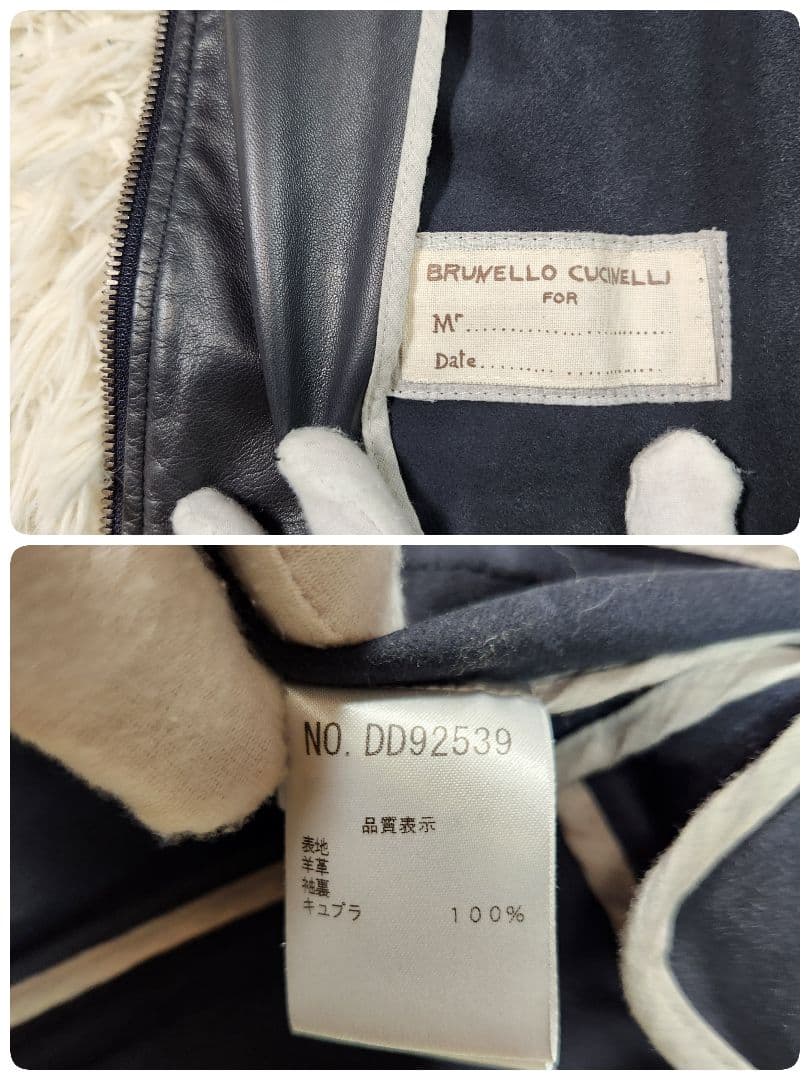 BRUNELLO CUCINELLI
FOR
Mr....................................
Date....................................
NO. DD92539
品質表示
表地
羊革
袖裏
キュプラ 100%